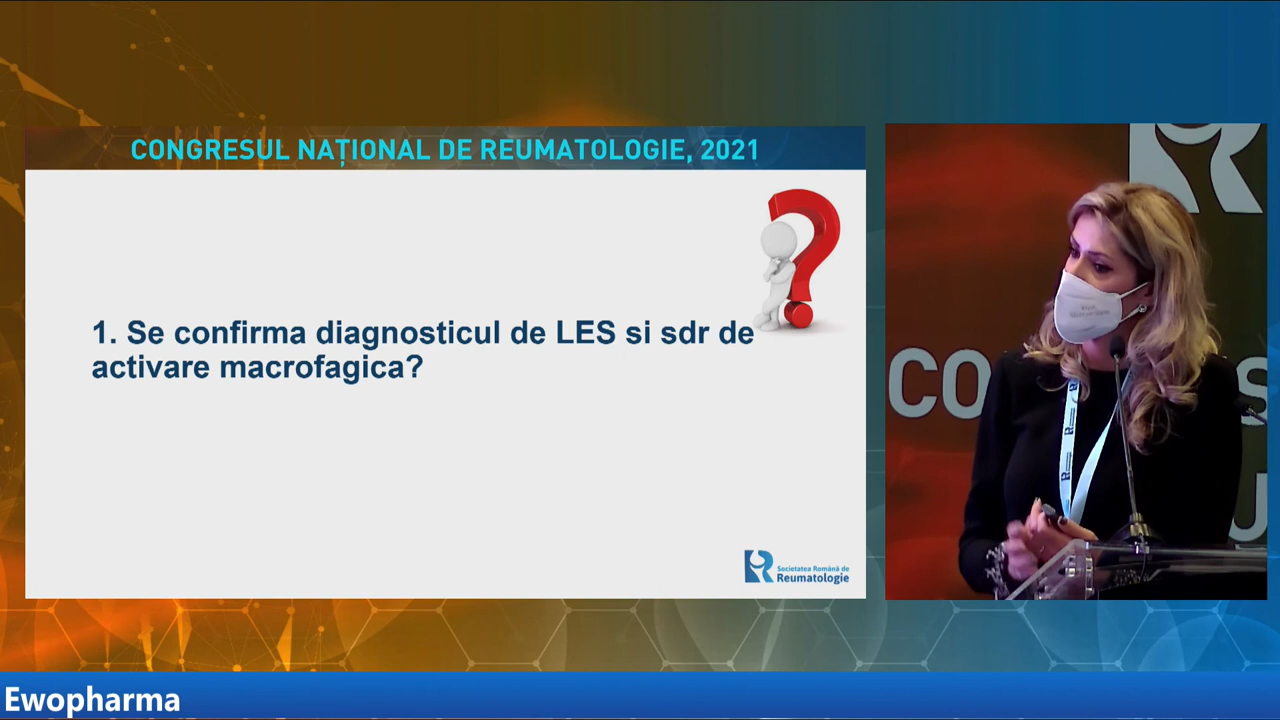 CONGRESUL NAȚIONAL DE REUMATOLOGIE, 2021
1. Se confirma diagnosticul de LES si sdr de
activare macrofagica?
Societatea Română de
Reumatologie
CO
S
U
Ewopharma